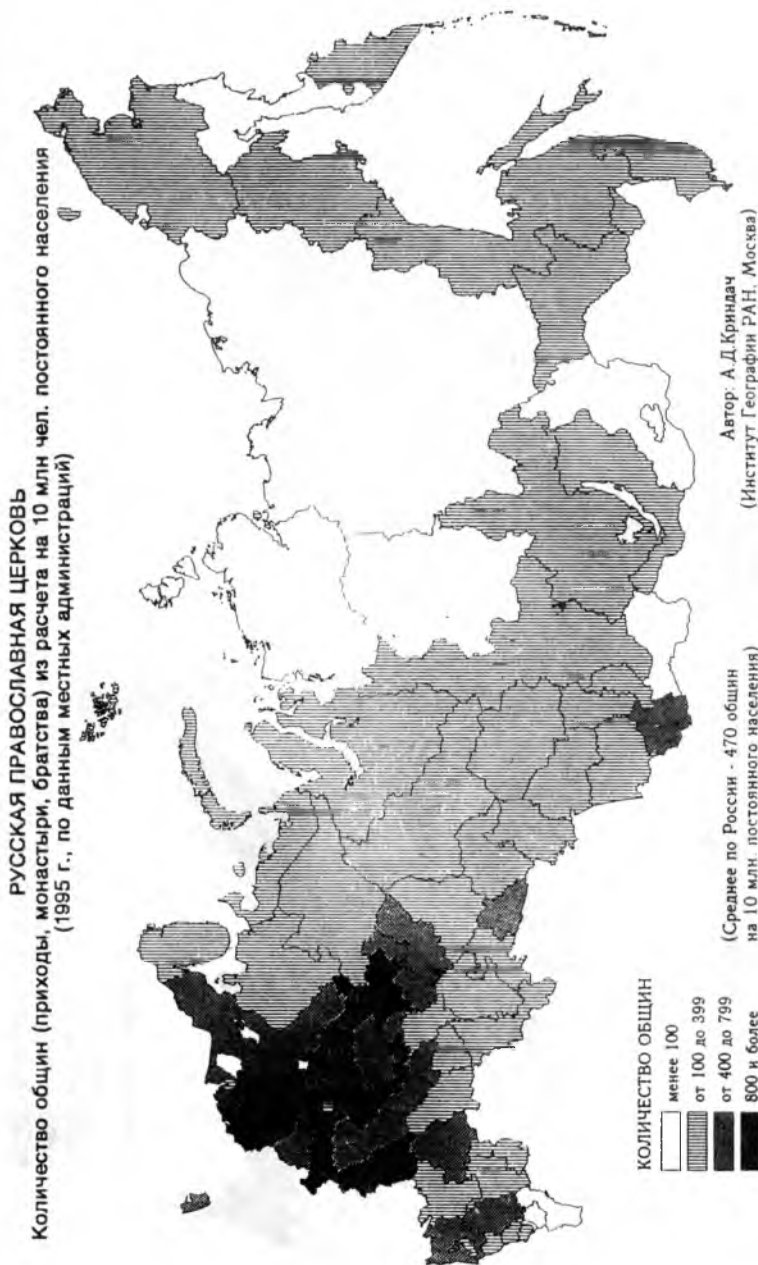 РУССКАЯ ПРАВОСЛАВНАЯ ЦЕРКОВЬ
Количество общин (приходы, монастыри, братства) из расчета на 10 млн чел. постоянного населения
(1995 г., по данным местных администраций)
КОЛИЧЕСТВО ОБЩИН
менее 100
от 100 до 399
от 400 до 799
800 и более
(Среднее по России - 470 общин
на 10 млн. постоянного населения)
Автор: А.Д.Криндач
(Институт Географии РАН. Москва)